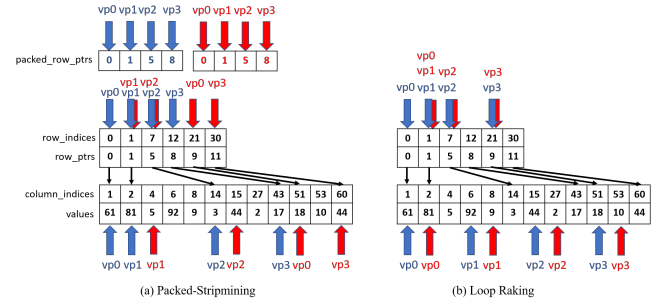 vp0 vp1 vp2 vp3 vp0 vp1 vp2 vp3
packed_row_ptrs 0 1 5 8 0 1 5 8
vp0
vp1 vp2 vp0 vp3 vp1 vp2 vp3
vp0 vp1 vp2 vp3 vp0 vp1 vp2 vp3
row_indices 0 1 7 12 21 30 0 1 7 12 21 30
row_ptrs 0 1 5 8 9 11 0 1 5 8 9 11
column_indices 1 2 4 6 8 14 15 27 43 51 53 60 1 2 4 6 8 14 15 27 43 51 53 60
values 61 81 5 92 9 3 44 2 17 18 10 44 61 81 5 92 9 3 44 2 17 18 10 44
vp0 vp1 vp1 vp2 vp2 vp3 vp0 vp3 vp0 vp0 vp1 vp1 vp2 vp2 vp3 vp3
(a) Packed-Stripmining (b) Loop Raking